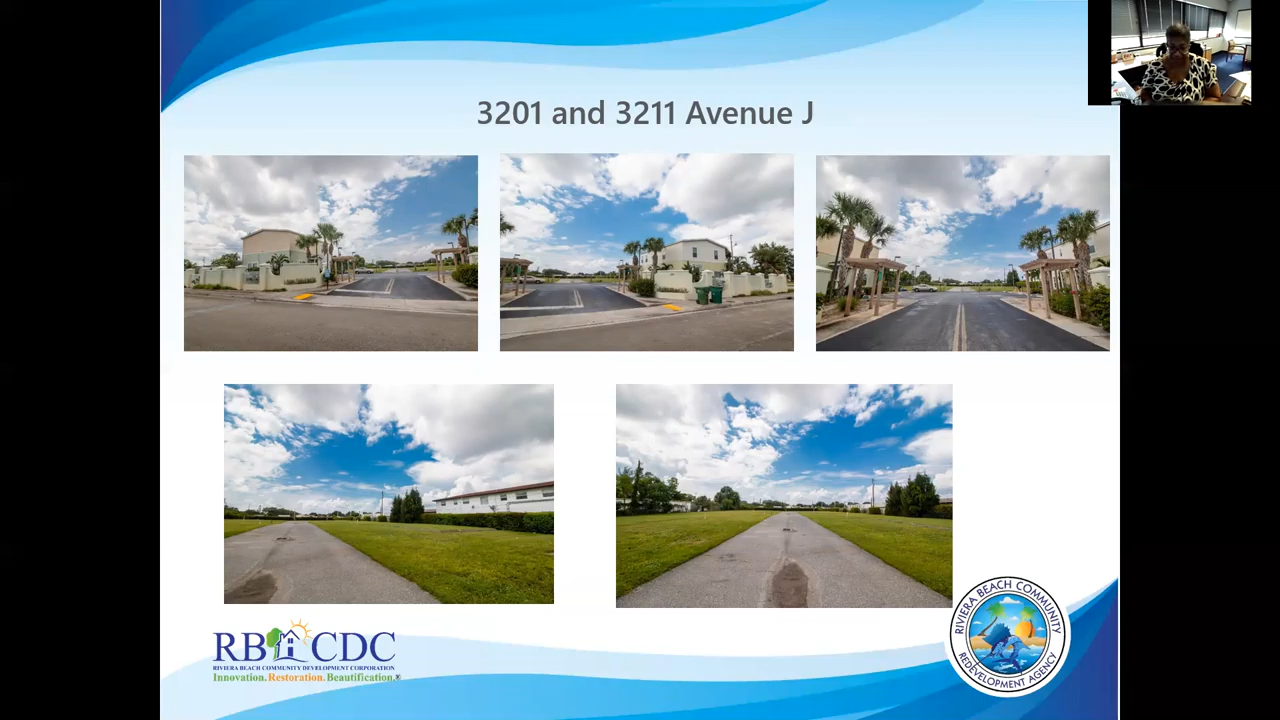 3201 and 3211 Avenue J
RB CDC
RIVIERA BEACH COMMUNITY DEVELOPMENT CORPORATION
Innovation. Restoration. Beautification.®
RIVIERA BEACH COMMUNITY
REDEVELOPMENT AGENCY